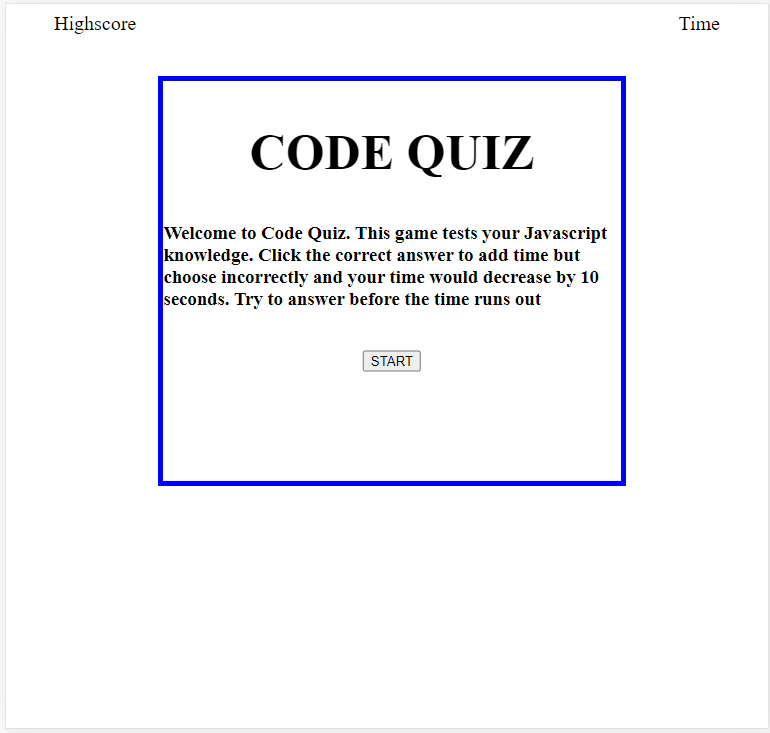 Highscore
Time
CODE QUIZ
Welcome to Code Quiz. This game tests your Javascript
knowledge. Click the correct answer to add time but
choose incorrectly and your time would decrease by 10
seconds. Try to answer before the time runs out
START